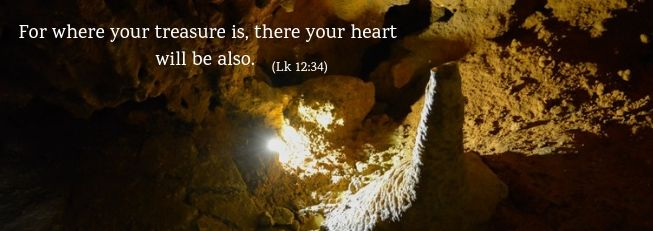 For where your treasure is, there your heart
will be also. (Lk 12:34)